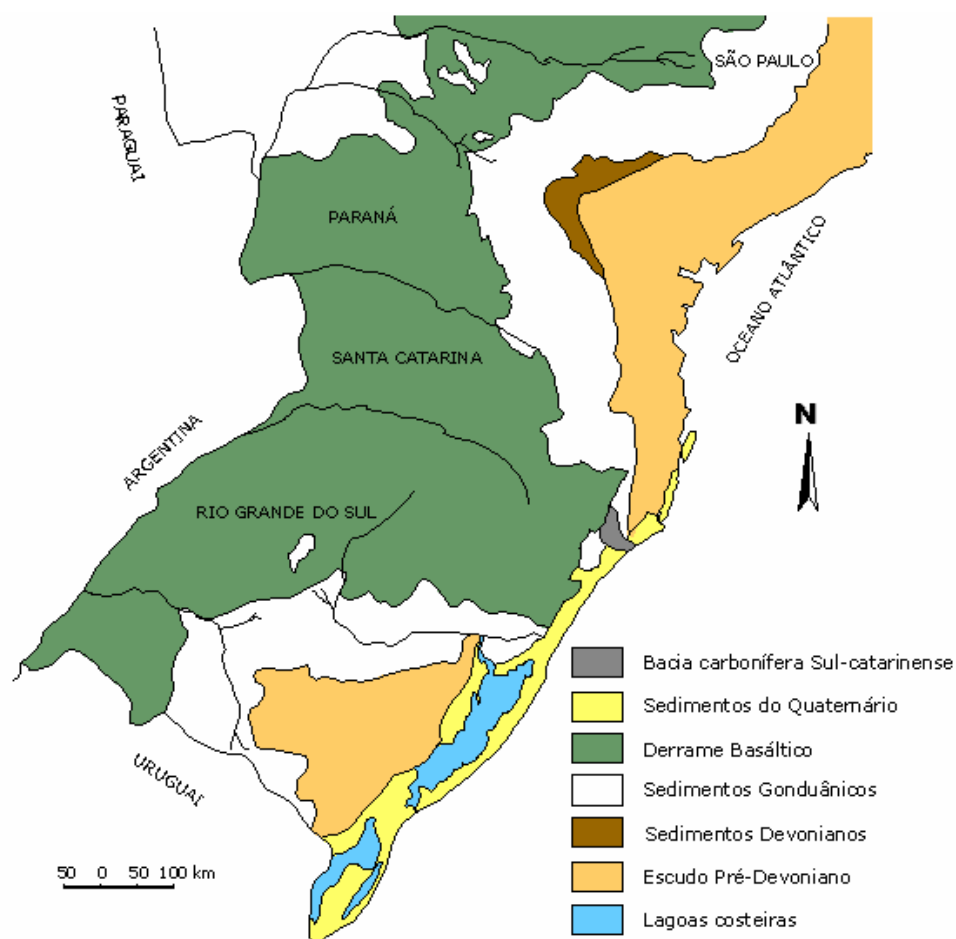 SÃO PAULO
PARAGUAI
PARANÁ
OCEANO ATLÂNTICO
SANTA CATARINA
N
ARGENTINA
RIO GRANDE DO SUL
URUGUAI
Bacia carbonífera Sul-catarinense
Sedimentos do Quaternário
Derrame Basáltico
Sedimentos Gonduânicos
Sedimentos Devonianos
Escudo Pré-Devoniano
Lagoas costeiras
50 0 50 100 km